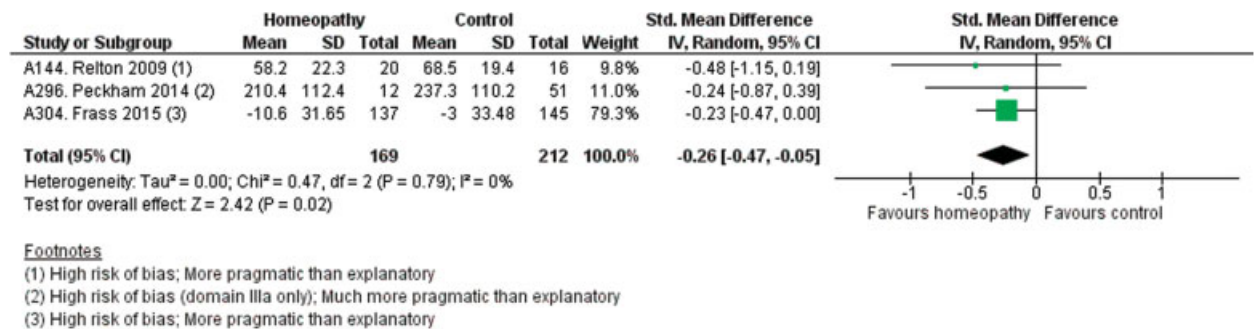 Homeopathy Control Std. Mean Difference Std. Mean Difference
Study or Subgroup Mean SD Total Mean SD Total Weight IV, Random, 95% CI IV, Random, 95% CI
A144. Relton 2009 (1) 58.2 22.3 20 68.5 19.4 16 9.8% -0.48 [-1.15, 0.19]
A296. Peckham 2014 (2) 210.4 112.4 12 237.3 110.2 51 11.0% -0.24 [-0.87, 0.39]
A304. Frass 2015 (3) -10.6 31.65 137 -3 33.48 145 79.3% -0.23 [-0.47, 0.00]
Total (95% CI) 169 212 100.0% -0.26 [-0.47, -0.05]
Heterogeneity: Tau² = 0.00; Chi² = 0.47, df = 2 (P = 0.79); I² = 0%
Test for overall effect: Z = 2.42 (P = 0.02)
-1 -0.5 0 0.5 1
Favours homeopathy Favours control
Footnotes
(1) High risk of bias; More pragmatic than explanatory
(2) High risk of bias (domain IIIa only); Much more pragmatic than explanatory
(3) High risk of bias; More pragmatic than explanatory